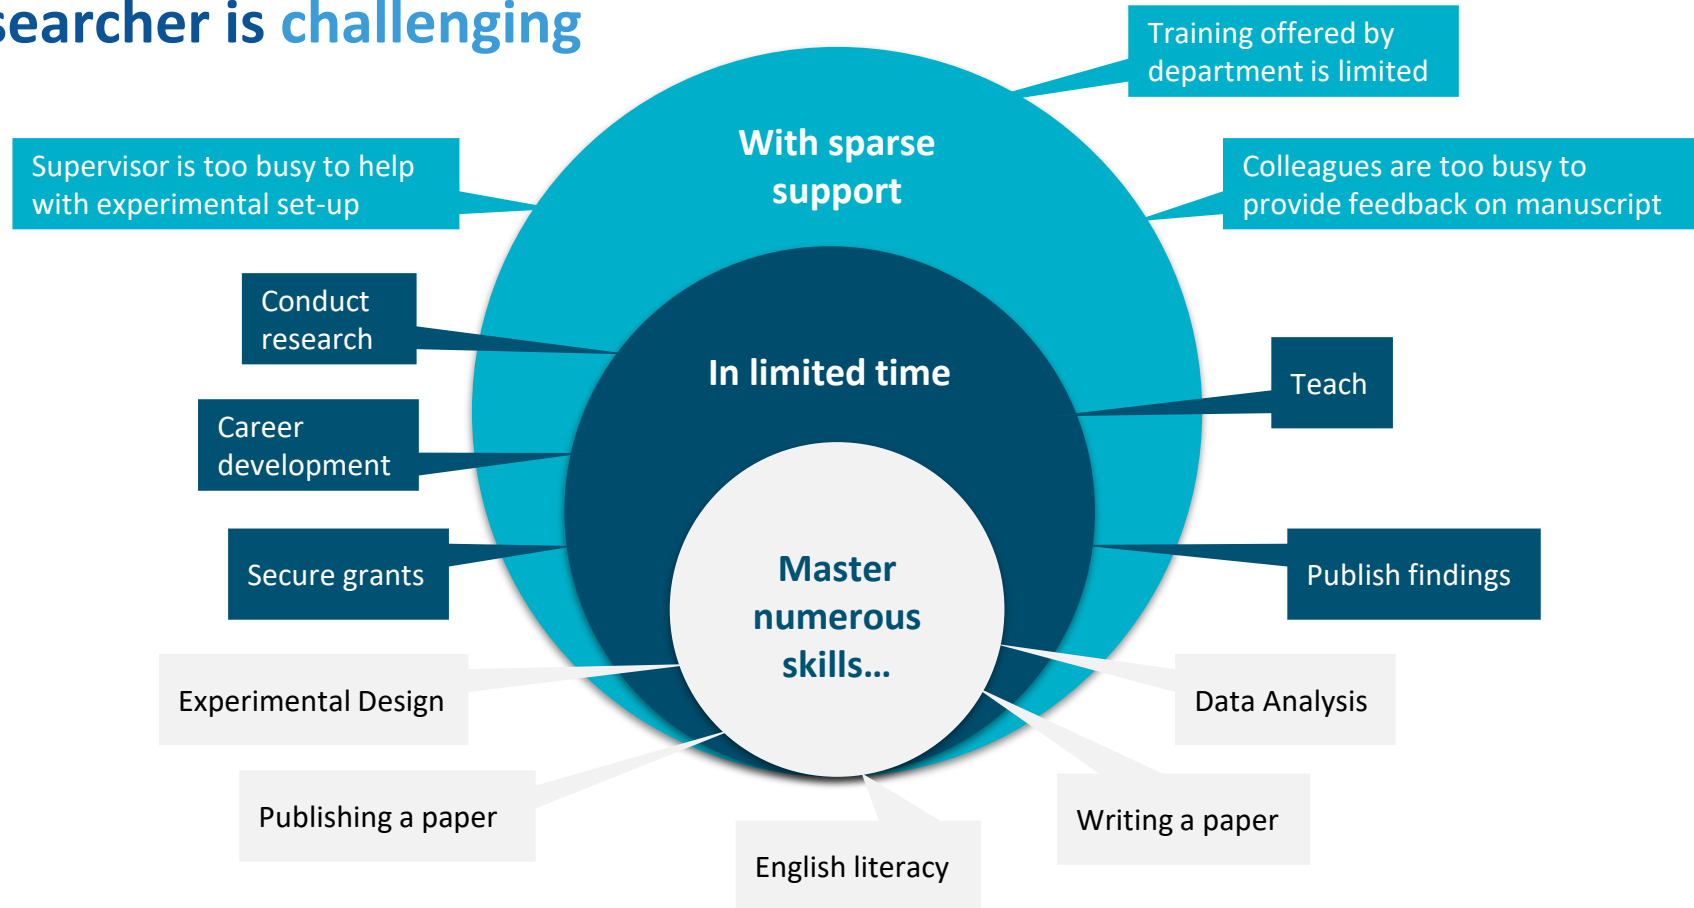 searcher is challenging
Training offered by
department is limited
With sparse
support
Supervisor is too busy to help
with experimental set-up
Colleagues are too busy to
provide feedback on manuscript
Conduct
research
In limited time
Teach
Career
development
Secure grants
Master
numerous
skills...
Publish findings
Experimental Design
Data Analysis
Publishing a paper
Writing a paper
English literacy